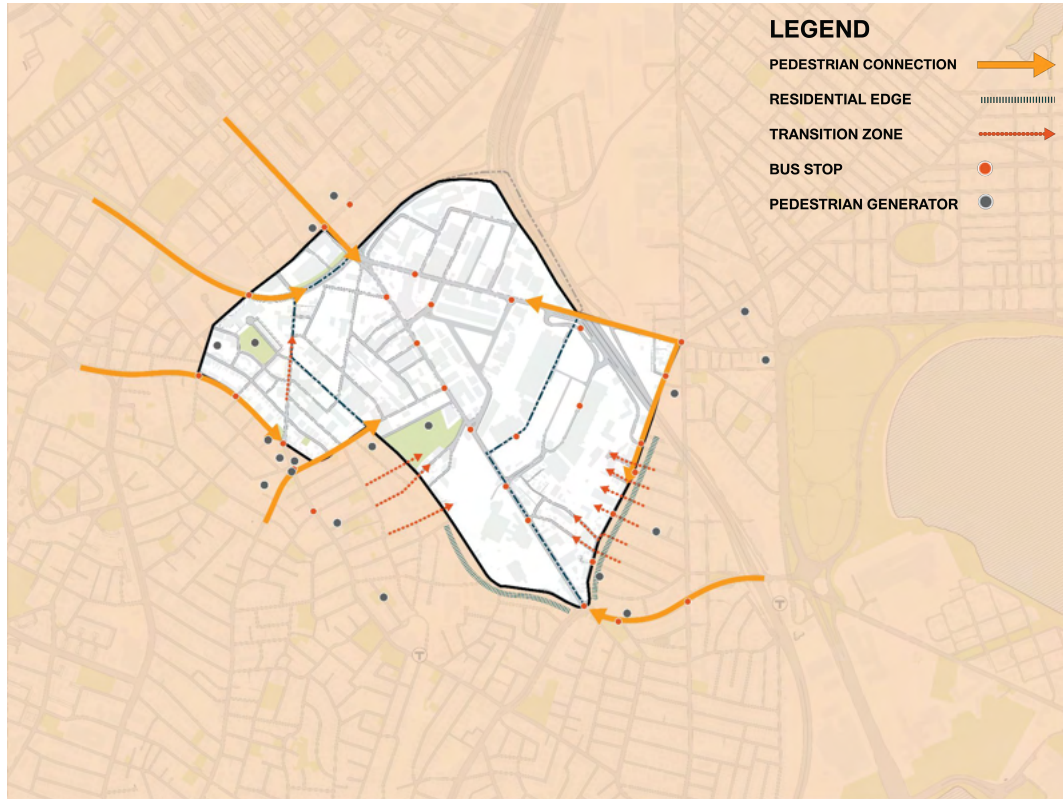 LEGEND
PEDESTRIAN CONNECTION
RESIDENTIAL EDGE
TRANSITION ZONE
BUS STOP
PEDESTRIAN GENERATOR
T
T